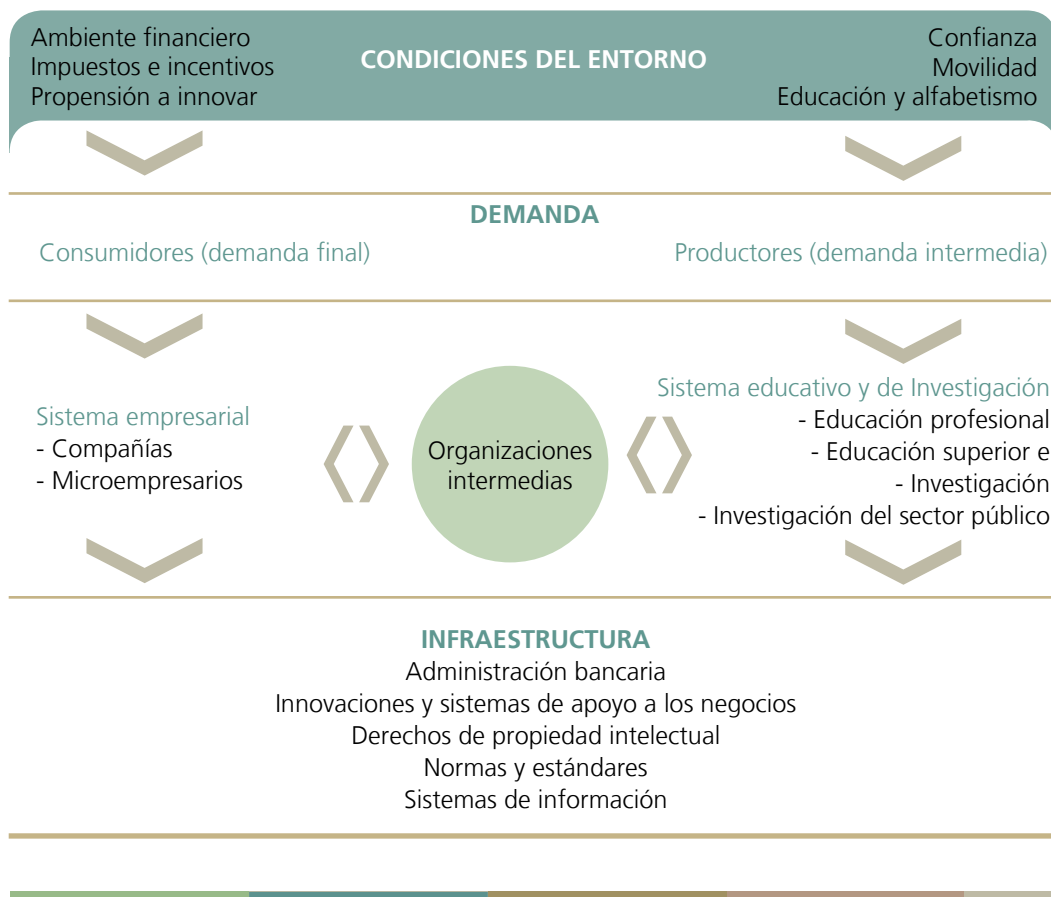 Ambiente financiero
Impuestos e incentivos
Propensión a innovar
CONDICIONES DEL ENTORNO
Confianza
Movilidad
Educación y alfabetismo
DEMANDA
Consumidores (demanda final)
Productores (demanda intermedia)
Sistema empresarial
- Compañías
- Microempresarios
Organizaciones
intermedias
Sistema educativo y de Investigación
- Educación profesional
- Educación superior e
- Investigación
- Investigación del sector público
INFRAESTRUCTURA
Administración bancaria
Innovaciones y sistemas de apoyo a los negocios
Derechos de propiedad intelectual
Normas y estándares
Sistemas de información